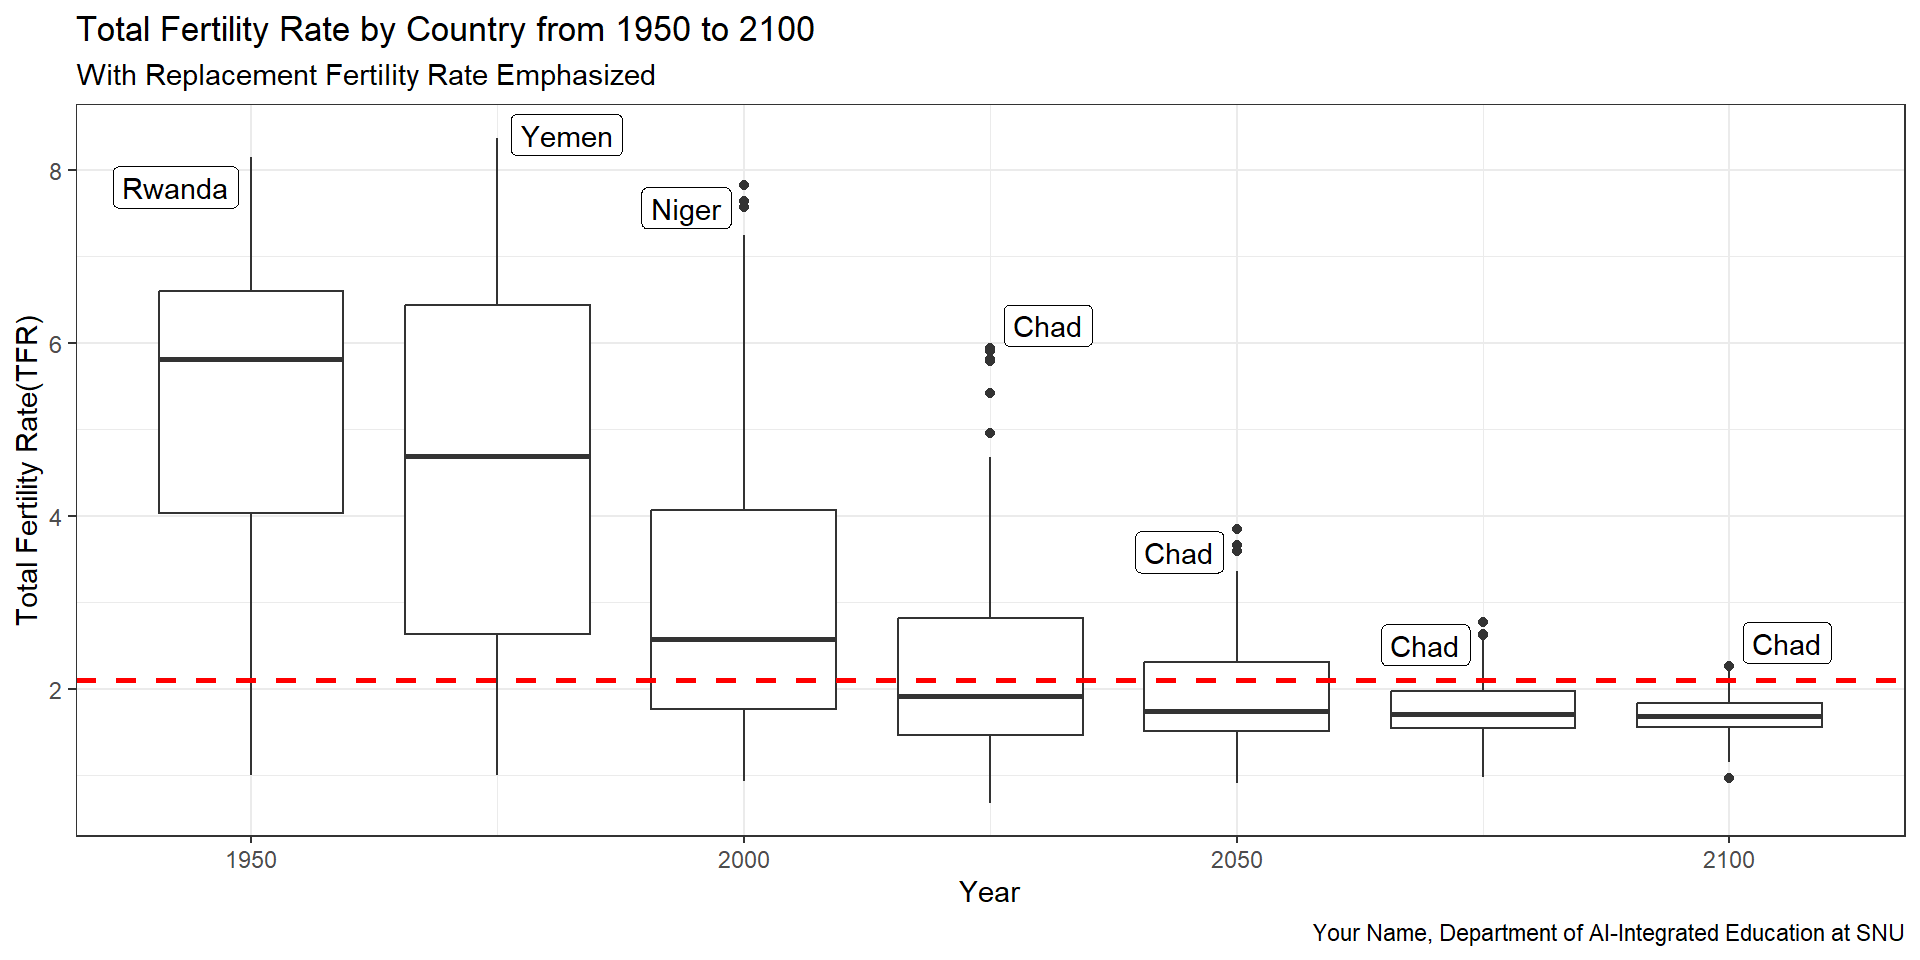 Total Fertility Rate by Country from 1950 to 2100
With Replacement Fertility Rate Emphasized
Total Fertility Rate(TFR)
8
6
4
2
Rwanda
Yemen
Niger
Chad
Chad
Chad
Chad
1950
2000
2050
2100
Year
Your Name, Department of AI-Integrated Education at SNU